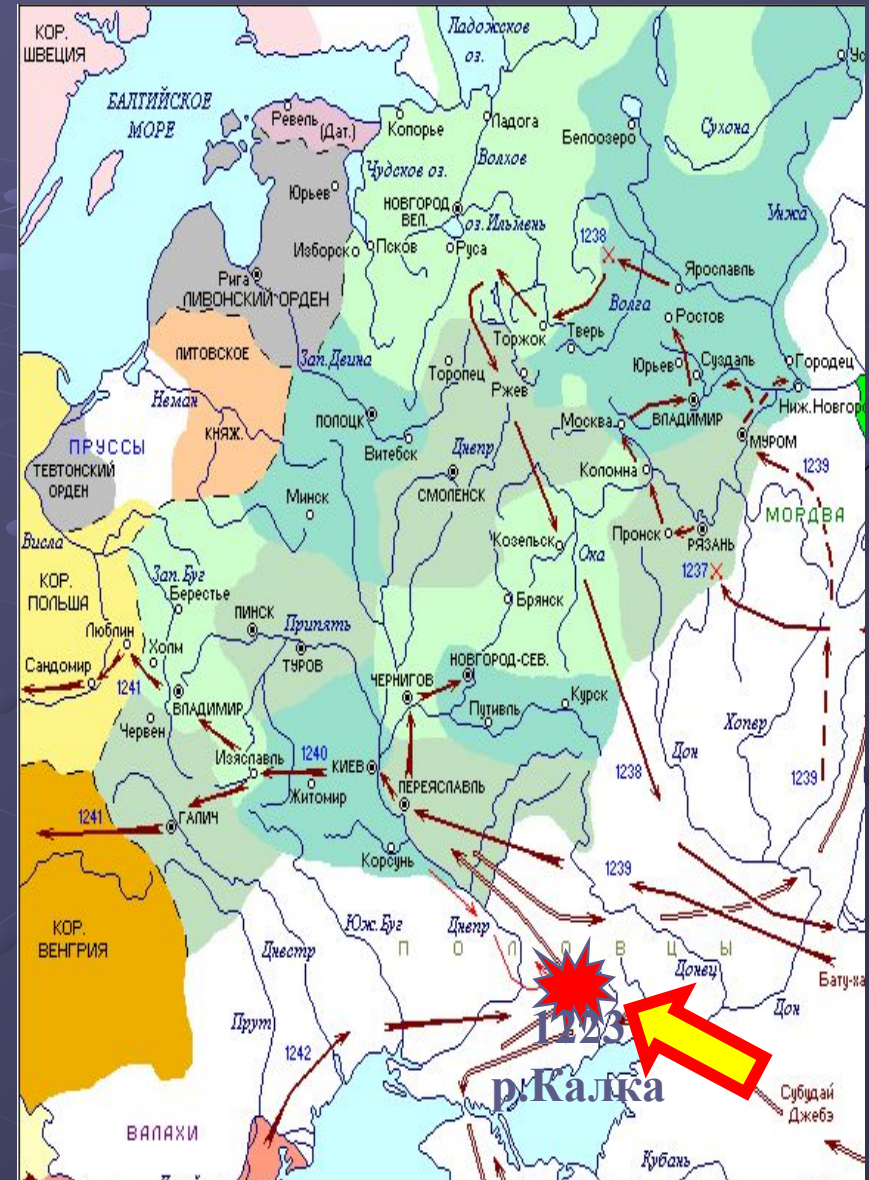 КОР.
ШВЕЦИЯ
Ладожское
оз.
БАЛТИЙСКОЕ
МОРЕ
Ревель
(Дат.)
Копорье
Ладога
Белоозеро
Сухона
Чудское оз.
Волхов
Юрьев
НОВГОРОД
ВЕЛ.
оз. Ильмень
Унжа
Изборск
Псков
Руса
1238
Ярославль
Рига
ЛИВОНСКИЙ ОРДЕН
Волга
Ростов
Торжок
Тверь
ЛИТОВСКОЕ
Зап. Двина
Торопец
Юрьев
Суздаль
Городец
Ржев
Неман
ПОЛОЦК
ВЛАДИМИР
Ниж. Новгор
КНЯЖ.
Москва
ПРУССЫ
Витебск
Днепр
МУРОМ
ТЕВТОНСКИЙ
ОРДЕН
СМОЛЕНСК
Коломна
1239
Минск
МОРДВА
Висла
Козельск
Ока
Пронск
РЯЗАНЬ
1237
Зап. Буг
КОР.
ПОЛЬША
Берестье
Брянск
ПИНСК
Припять
Люблин
Холм
ТУРОВ
НОВГОРОД-СЕВ.
Сандомир
1241
ЧЕРНИГОВ
ВЛАДИМИР
Путивль
Курск
Червен
Хопер
Изяславль
1240
КИЕВ
Дон
1238
1239
Житомир
ПЕРЕЯСЛАВЛЬ
1241
ГАЛИЧ
Корсунь
1239
КОР.
ВЕНГРИЯ
Юж. Буг
Днепр
Днестр
ПОЛОВЦЫ
Донец
Бату-ха
Прут
Дон
1223
1242
р.Калка
Субудай
Джебэ
ВАЛАХИ
Кубань